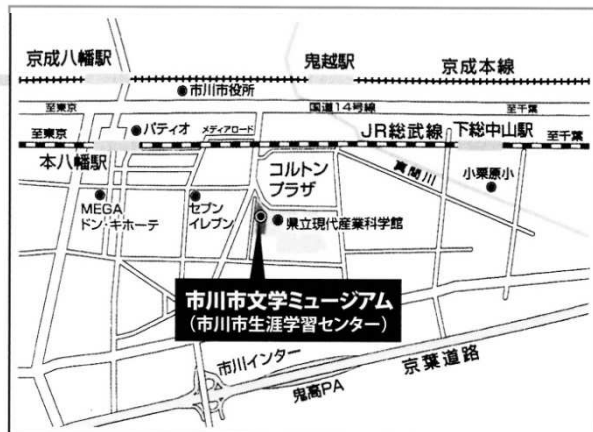 京成八幡駅
鬼越駅
京成本線
市川市役所
至東京
国道14号線
至千葉
至東京
パティオ
メディアロード
JR総武線
下総中山駅
至千葉
本八幡駅
コルトン
プラザ
真間川
小栗原小
MEGA
ドン・キホーテ
セブン
イレブン
県立現代産業科学館
市川市文学ミュージアム
(市川市生涯学習センター)
市川インター
鬼高PA
京葉道路